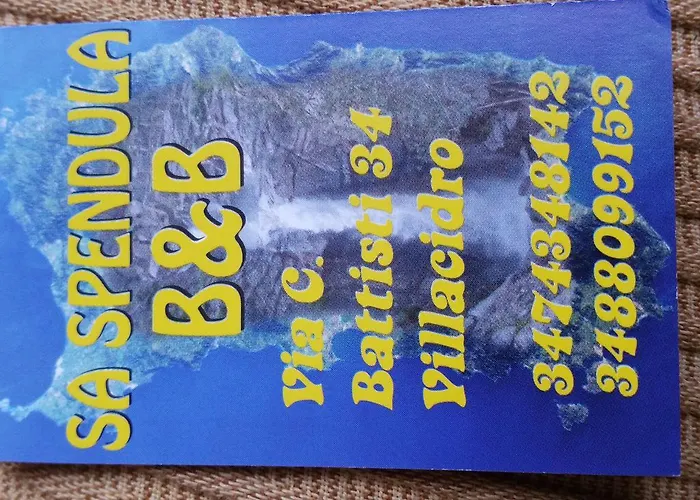 SA SPENDULA
B&B
Via C.
Battisti 34
Villacidro
3474348142
3488099152